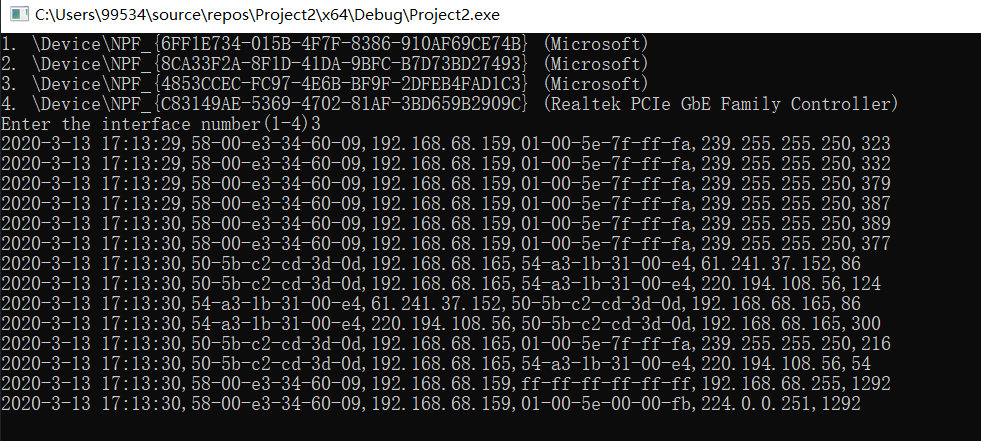 C:\Users\99534\source\repos\Project2\x64\Debug\Project2.exe
1. \Device\NPF_{6FF1E734-015B-4F7F-8386-910AF69CE74B} (Microsoft)
2. \Device\NPF_{8CA33F2A-8F1D-41DA-9BFC-B7D73BD27493} (Microsoft)
3. \Device\NPF_{4853CCEC-FC97-4E6B-BF9F-2DFEB4FAD1C3} (Microsoft)
4. \Device\NPF_{C83149AE-5369-4702-81AF-3BD659B2909C} (Realtek PCIe GbE Family Controller)
Enter the interface number(1-4)3
2020-3-13 17:13:29,58-00-e3-34-60-09,192.168.68.159,01-00-5e-7f-ff-fa,239.255.255.250,323
2020-3-13 17:13:29,58-00-e3-34-60-09,192.168.68.159,01-00-5e-7f-ff-fa,239.255.255.250,332
2020-3-13 17:13:29,58-00-e3-34-60-09,192.168.68.159,01-00-5e-7f-ff-fa,239.255.255.250,379
2020-3-13 17:13:29,58-00-e3-34-60-09,192.168.68.159,01-00-5e-7f-ff-fa,239.255.255.250,387
2020-3-13 17:13:30,58-00-e3-34-60-09,192.168.68.159,01-00-5e-7f-ff-fa,239.255.255.250,389
2020-3-13 17:13:30,58-00-e3-34-60-09,192.168.68.159,01-00-5e-7f-ff-fa,239.255.255.250,377
2020-3-13 17:13:30,50-5b-c2-cd-3d-0d,192.168.68.165,54-a3-1b-31-00-e4,61.241.37.152,86
2020-3-13 17:13:30,50-5b-c2-cd-3d-0d,192.168.68.165,54-a3-1b-31-00-e4,220.194.108.56,124
2020-3-13 17:13:30,54-a3-1b-31-00-e4,61.241.37.152,50-5b-c2-cd-3d-0d,192.168.68.165,86
2020-3-13 17:13:30,54-a3-1b-31-00-e4,220.194.108.56,50-5b-c2-cd-3d-0d,192.168.68.165,300
2020-3-13 17:13:30,50-5b-c2-cd-3d-0d,192.168.68.165,01-00-5e-7f-ff-fa,239.255.255.250,216
2020-3-13 17:13:30,50-5b-c2-cd-3d-0d,192.168.68.165,54-a3-1b-31-00-e4,220.194.108.56,54
2020-3-13 17:13:30,58-00-e3-34-60-09,192.168.68.159,ff-ff-ff-ff-ff-ff,192.168.68.255,1292
2020-3-13 17:13:30,58-00-e3-34-60-09,192.168.68.159,01-00-5e-00-00-fb,224.0.0.251,1292